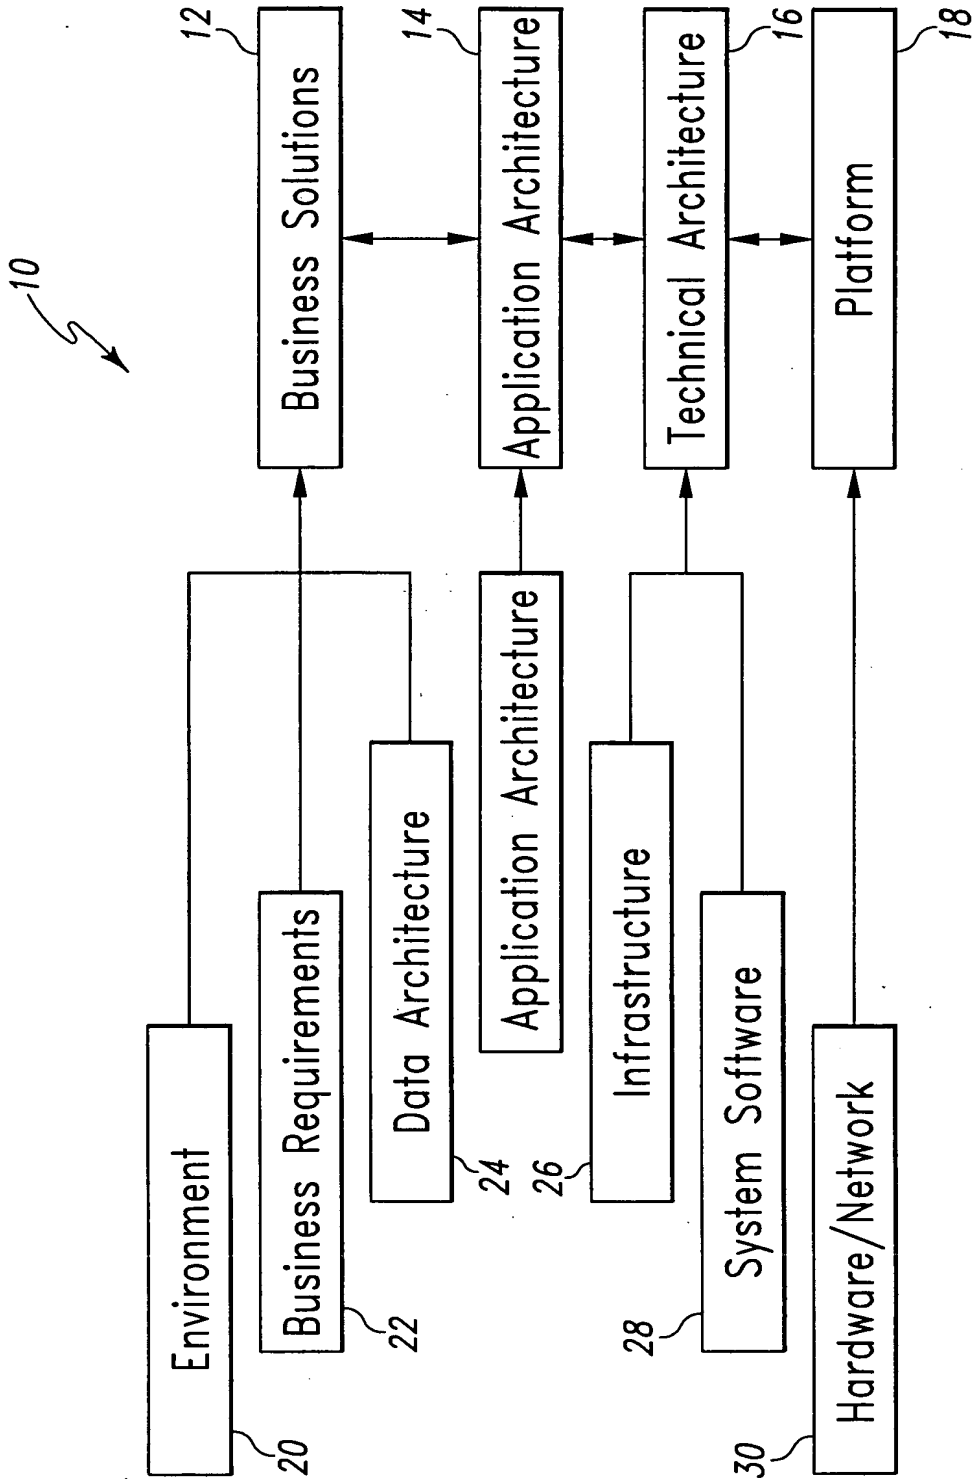 10
Environment
20
12
Business Requirements
22
Business Solutions
Data Architecture
24
14
Application Architecture
Application Architecture
26
Infrastructure
28
System Software
Technical Architecture
16
30
Hardware/Network
Platform
18